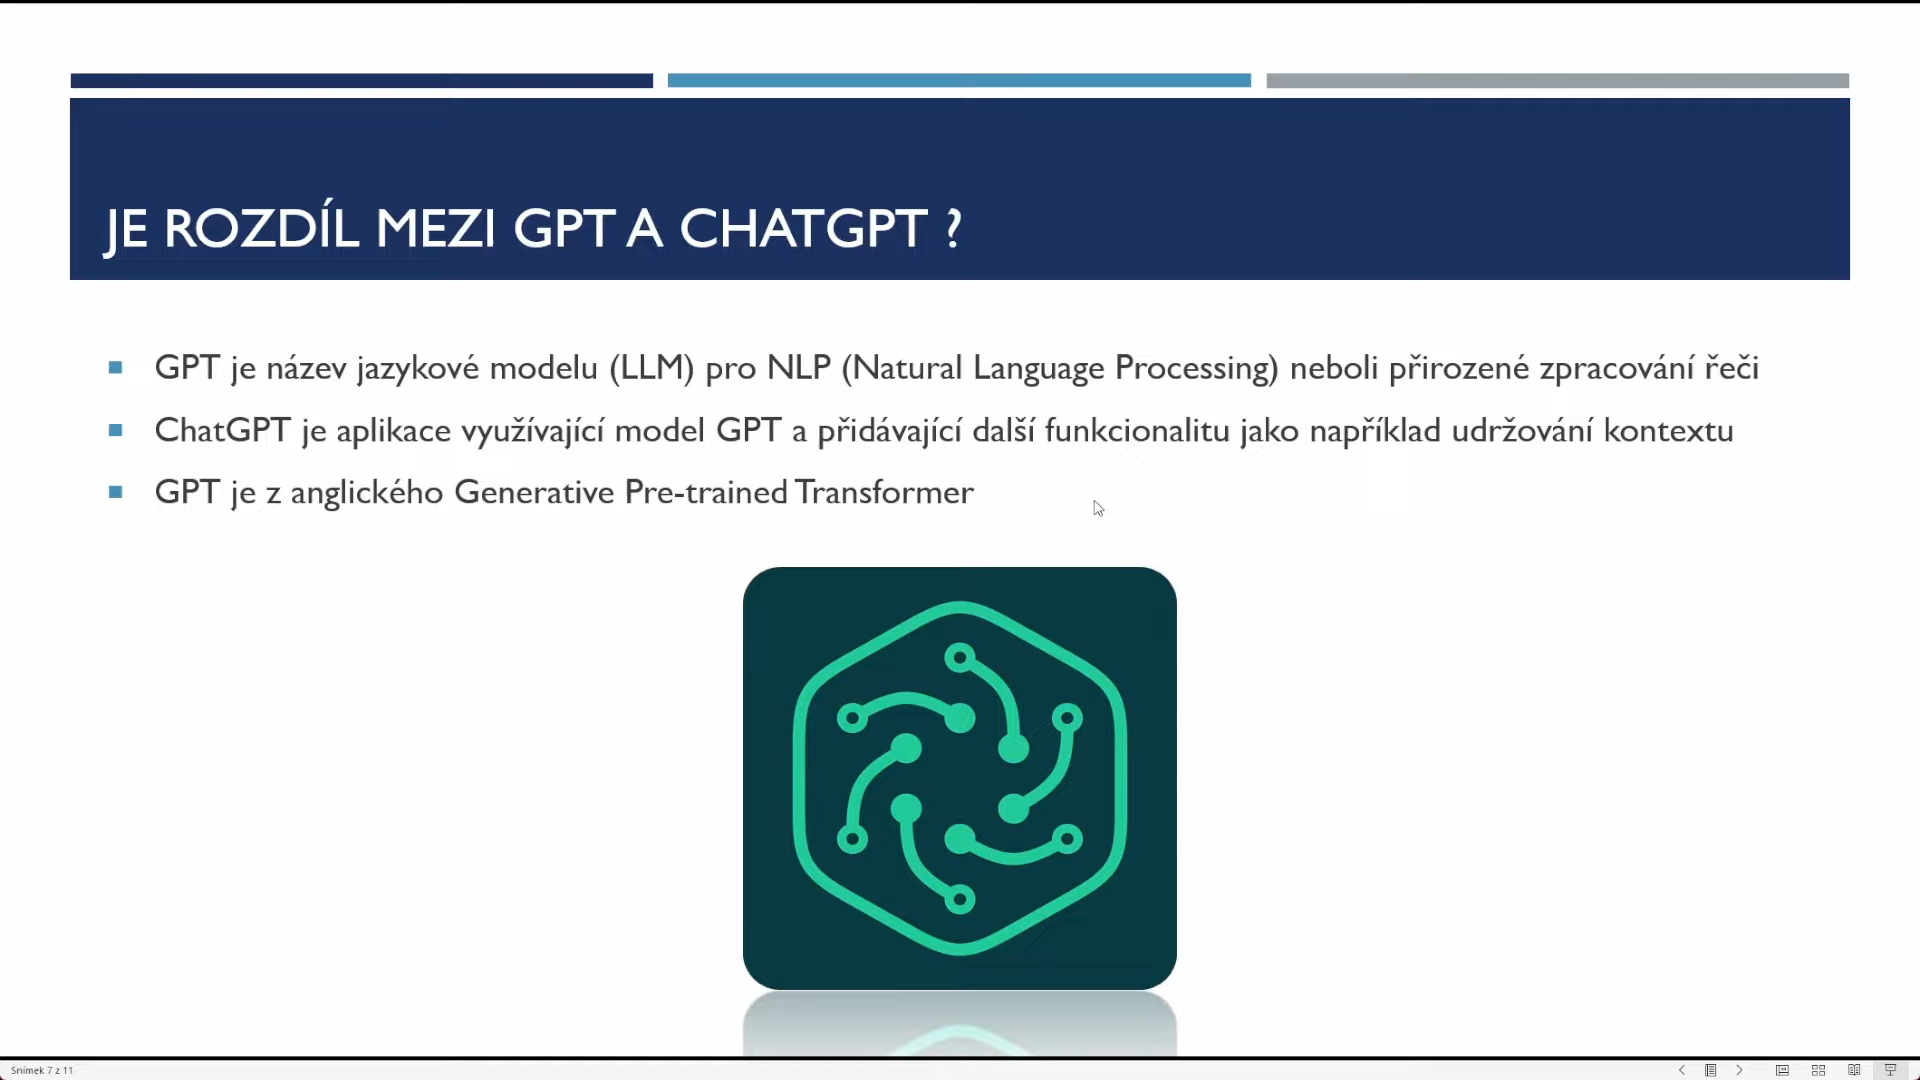 JE ROZDÍL MEZI GPT A CHATGPT ?
GPT je název jazykové modelu (LLM) pro NLP (Natural Language Processing) neboli přirozené zpracování řeči
ChatGPT je aplikace využívající model GPT a přidávající další funkcionalitu jako například udržování kontextu
GPT je z anglického Generative Pre-trained Transformer
Snímek 7 z 11